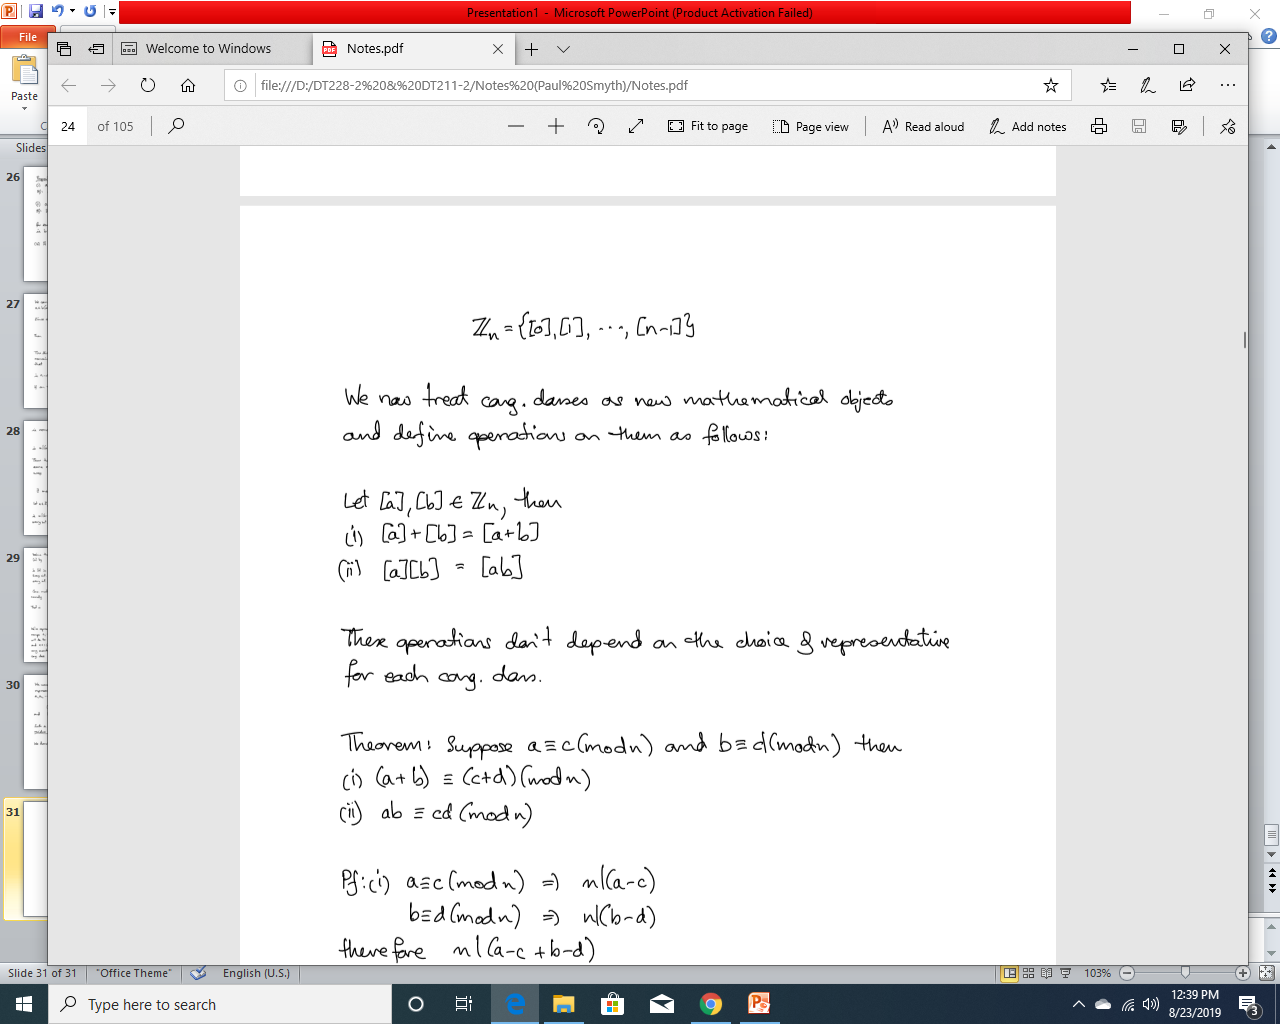 Presentation1 - Microsoft PowerPoint (Product Activation Failed)
File
Welcome to Windows
Notes.pdf
Paste
file:///D:/DT228-2%20&%20DT211-2/Notes%20(Paul%20Smyth)/Notes.pdf
24 of 105
Fit to page
Page view
Read aloud
Add notes
Slides
26
27
28
29
30
31
ℤn = {[0],[1], ..., [n-1]}
We now treat cong. classes as new mathematical objects
and define operations on them as follows:
Let [a],[b] ∈ ℤn, then
(i) [a]+[b] = [a+b]
(ii) [a][b] = [ab]
These operations don't depend on the choice of representative
for each cong. class.
Theorem: Suppose a≡c(mod n) and b≡d(mod n) then
(i) (a+b) ≡ (c+d)(mod n)
(ii) ab ≡ cd (mod n)
Pf:(i) a≡c(mod n) ⇒ n|(a-c)
b≡d(mod n) ⇒ n|(b-d)
therefore n|(a-c+b-d)
Slide 31 of 31
"Office Theme"
English (U.S.)
103%
Type here to search
12:39 PM
8/23/2019
3